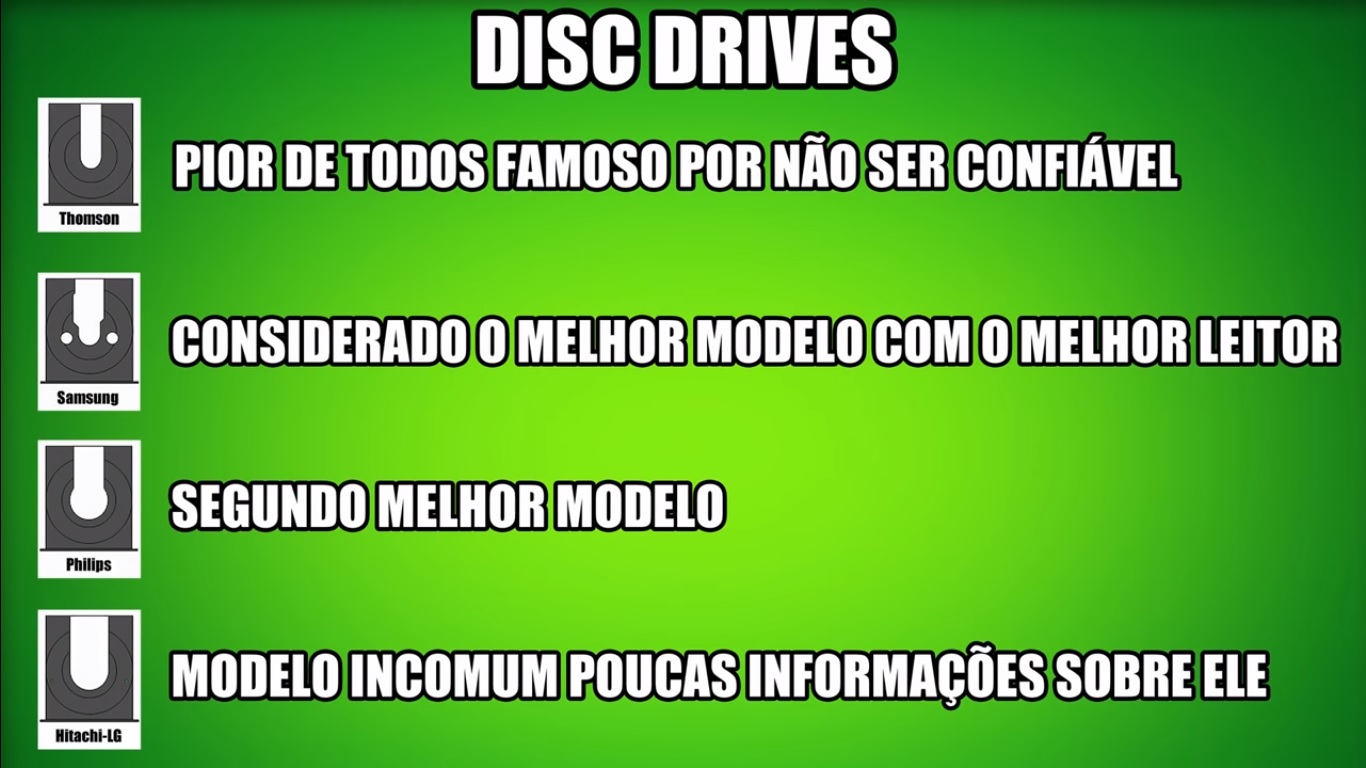 DISC DRIVES
PIOR DE TODOS FAMOSO POR NÃO SER CONFIÁVEL
Thomson
CONSIDERADO O MELHOR MODELO COM O MELHOR LEITOR
Samsung
SEGUNDO MELHOR MODELO
Philips
MODELO INCOMUM POUCAS INFORMAÇÕES SOBRE ELE
Hitachi-LG